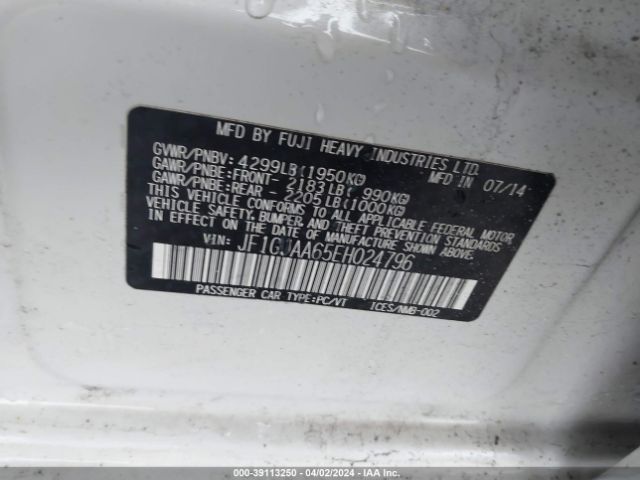 MFD BY FUJI HEAVY INDUSTRIES LTD.
GVWR/PNBV: 4299LB(1950KG) MFD IN 07/14
GAWR/PNBE:FRONT- 2183LB( 990KG)
GAWR/PNBE:REAR - 2205LB(1000KG)
THIS VEHICLE CONFORMS TO ALL APPLICABLE FEDERAL MOTOR
VEHICLE SAFETY, BUMPER, AND THEFT PREVENTION STANDARDS
IN EFFECT ON THE DATE OF MANUFACTURE SHOWN ABOVE.
VIN: JF1GJAA65EH024796
PASSENGER CAR TYPE:PC/VT ICES/NMB-002
000-39113250 - 04/02/2024 - IAA Inc.